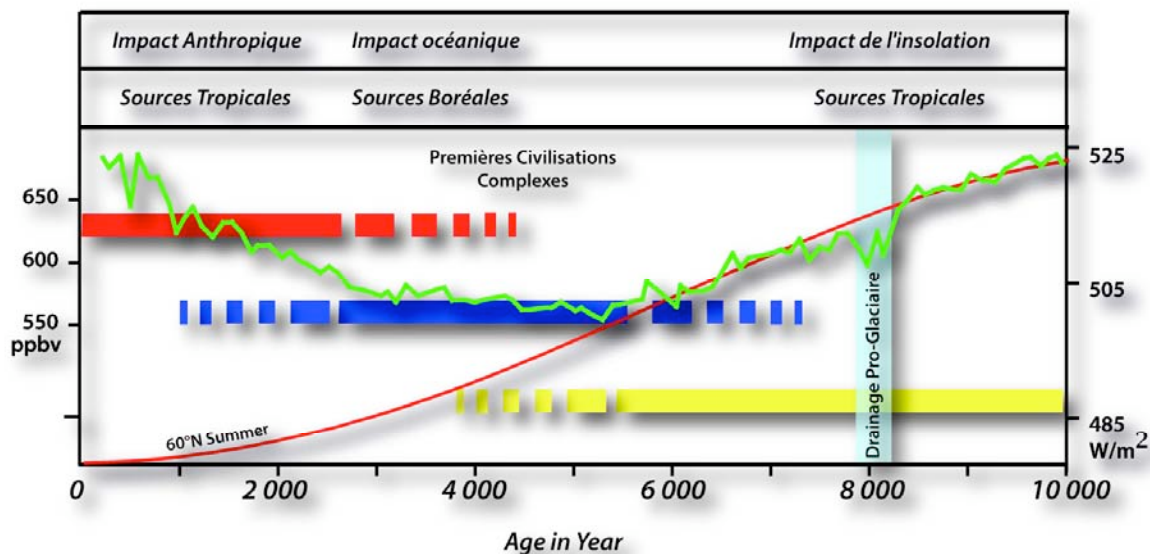 Impact Anthropique
Impact océanique
Impact de l'insolation
Sources Tropicales
Sources Boréales
Sources Tropicales
Premières Civilisations
Complexes
650
600
550
ppbv
525
505
485
W/m²
60°N Summer
Drainage Pro-Glaciaire
0
2 000
4 000
6 000
8 000
10 000
Age in Year